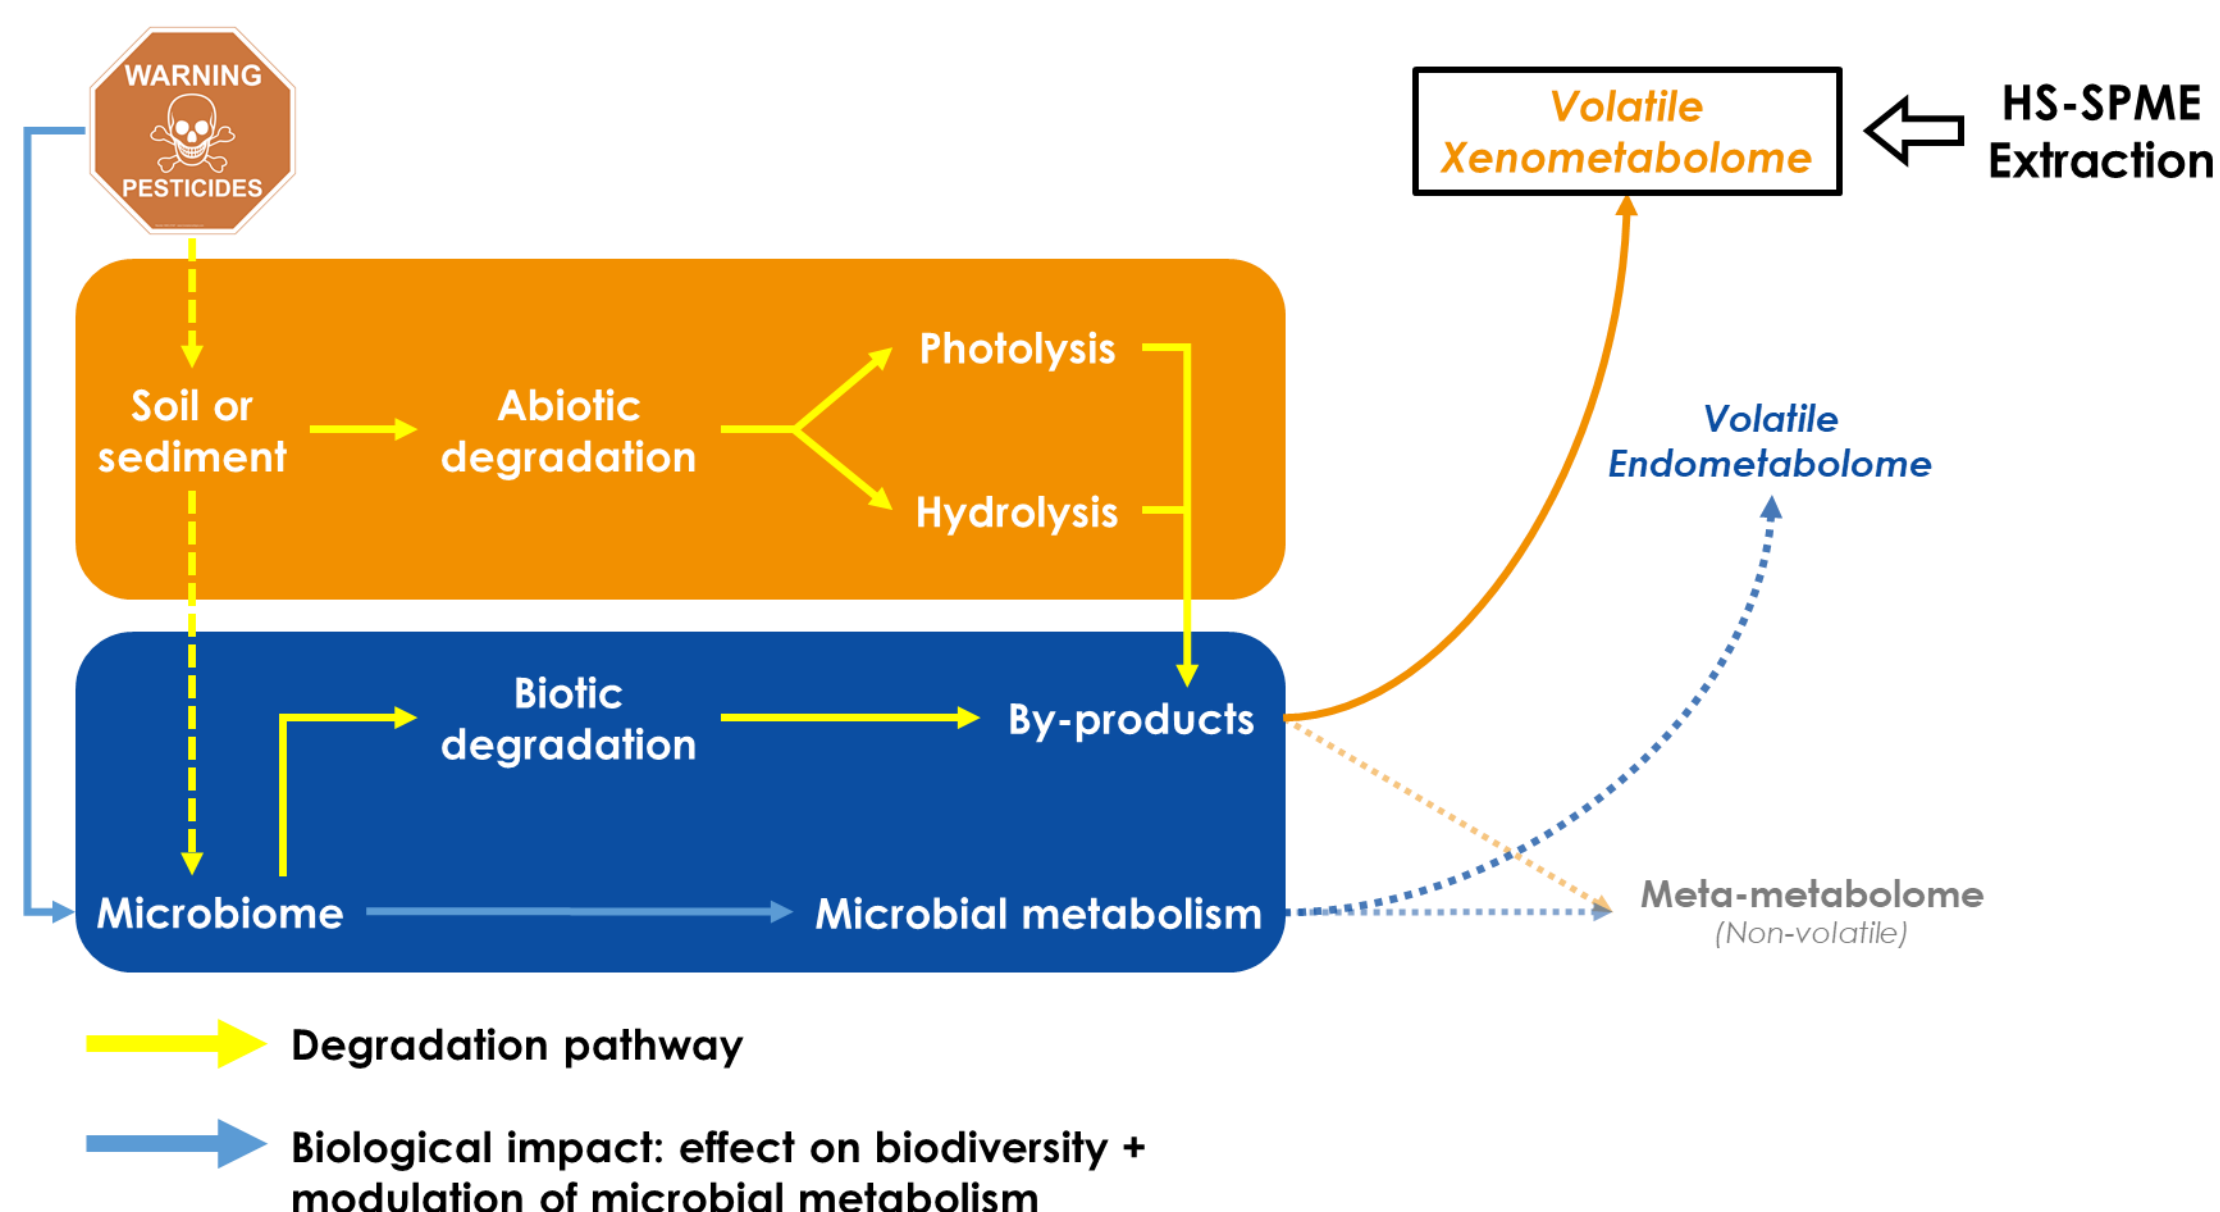 WARNING
PESTICIDES
Volatile
Xenometabolome
HS-SPME
Extraction
Photolysis
Soil or
sediment
Abiotic
degradation
Hydrolysis
Volatile
Endometabolome
Biotic
degradation
By-products
Microbiome
Microbial metabolism
Meta-metabolome
(Non-volatile)
Degradation pathway
Biological impact: effect on biodiversity +
modulation of microbial metabolism